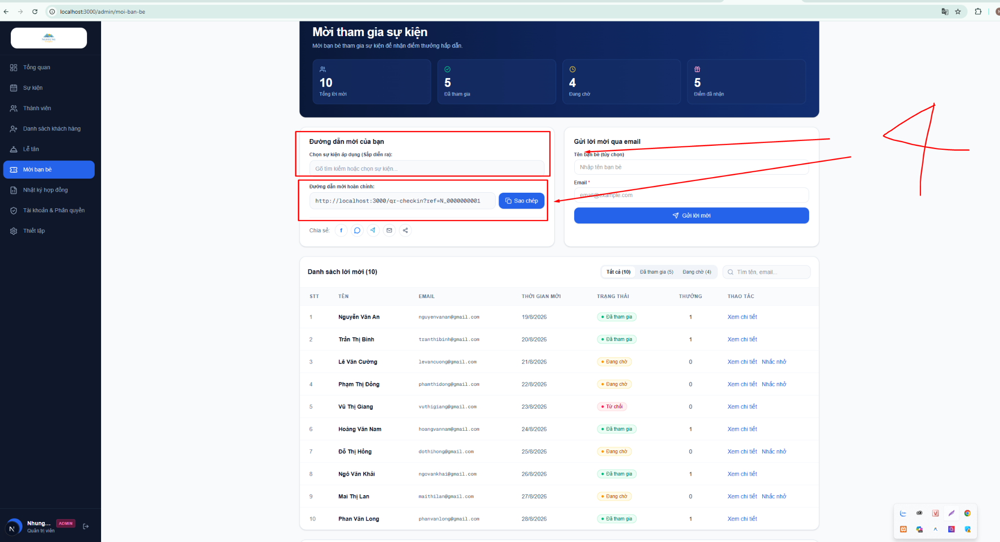 localhost:3000/admin/moi-ban-be
NGHIENG
Tổng quan
Sự kiện
Thành viên
Danh sách khách hàng
Lễ tân
Mời bạn bè
Nhật ký hợp đồng
Tài khoản & Phân quyền
Thiết lập
N
Nhung...
ADMIN
Quản trị viên
Mời tham gia sự kiện
Mời bạn bè tham gia sự kiện để nhận điểm thưởng hấp dẫn.
10
Tổng lời mời
5
Đã tham gia
4
Đang chờ
5
Điểm đã nhận
Đường dẫn mời của bạn
Chọn sự kiện áp dụng (Sắp diễn ra):
Gõ tìm kiếm hoặc chọn sự kiện...
Đường dẫn mời hoàn chỉnh:
http://localhost:3000/qr-checkin?ref=N_0000000001
Sao chép
Chia sẻ:
Gửi lời mời qua email
Tên bạn bè (tùy chọn)
Nhập tên bạn bè
Email *
email@example.com
Gửi lời mời
4
Danh sách lời mời (10)
Tất cả (10) Đã tham gia (5) Đang chờ (4)
Tìm tên, email...
STT TÊN EMAIL THỜI GIAN MỜI TRẠNG THÁI THƯỞNG THAO TÁC
1 Nguyễn Văn An nguyenvanan@gmail.com 19/8/2026 Đã tham gia 1 Xem chi tiết
2 Trần Thị Bình tranthibinh@gmail.com 20/8/2026 Đã tham gia 1 Xem chi tiết
3 Lê Văn Cường levancuong@gmail.com 21/8/2026 Đang chờ 0 Xem chi tiết Nhắc nhở
4 Phạm Thị Đồng phamthidong@gmail.com 22/8/2026 Đang chờ 0 Xem chi tiết Nhắc nhở
5 Vũ Thị Giang vuthigiang@gmail.com 23/8/2026 Từ chối 0 Xem chi tiết
6 Hoàng Văn Nam hoangvannam@gmail.com 24/8/2026 Đã tham gia 1 Xem chi tiết
7 Đỗ Thị Hồng dothihong@gmail.com 25/8/2026 Đang chờ 0 Xem chi tiết Nhắc nhở
8 Ngô Văn Khải ngovankhai@gmail.com 26/8/2026 Đã tham gia 1 Xem chi tiết
9 Mai Thị Lan maithilan@gmail.com 27/8/2026 Đang chờ 0 Xem chi tiết Nhắc nhở
10 Phan Văn Long phanvanlong@gmail.com 28/8/2026 Đã tham gia 1 Xem chi tiết